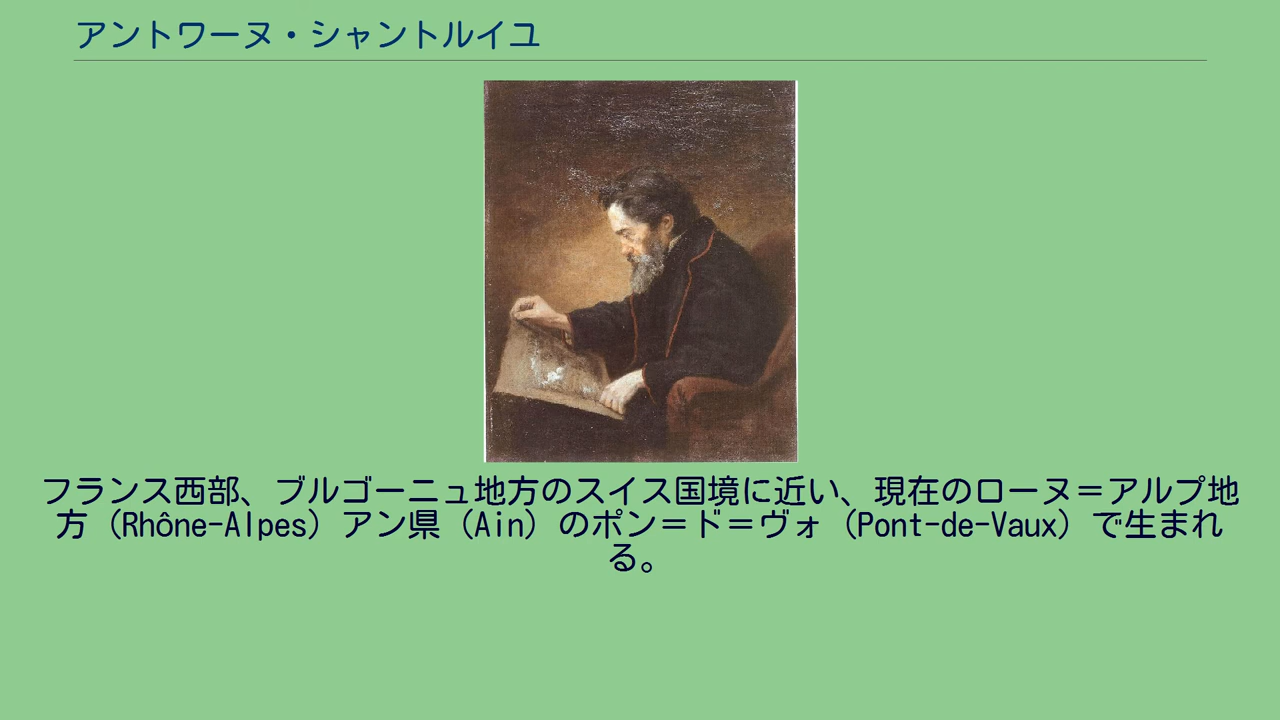 アントワーヌ・シャントルイユ
フランス西部、ブルゴーニュ地方のスイス国境に近い、現在のローヌ＝アルプ地
方（Rhône-Alpes）アン県（Ain）のポン＝ド＝ヴォ（Pont-de-Vaux）で生まれ
る。